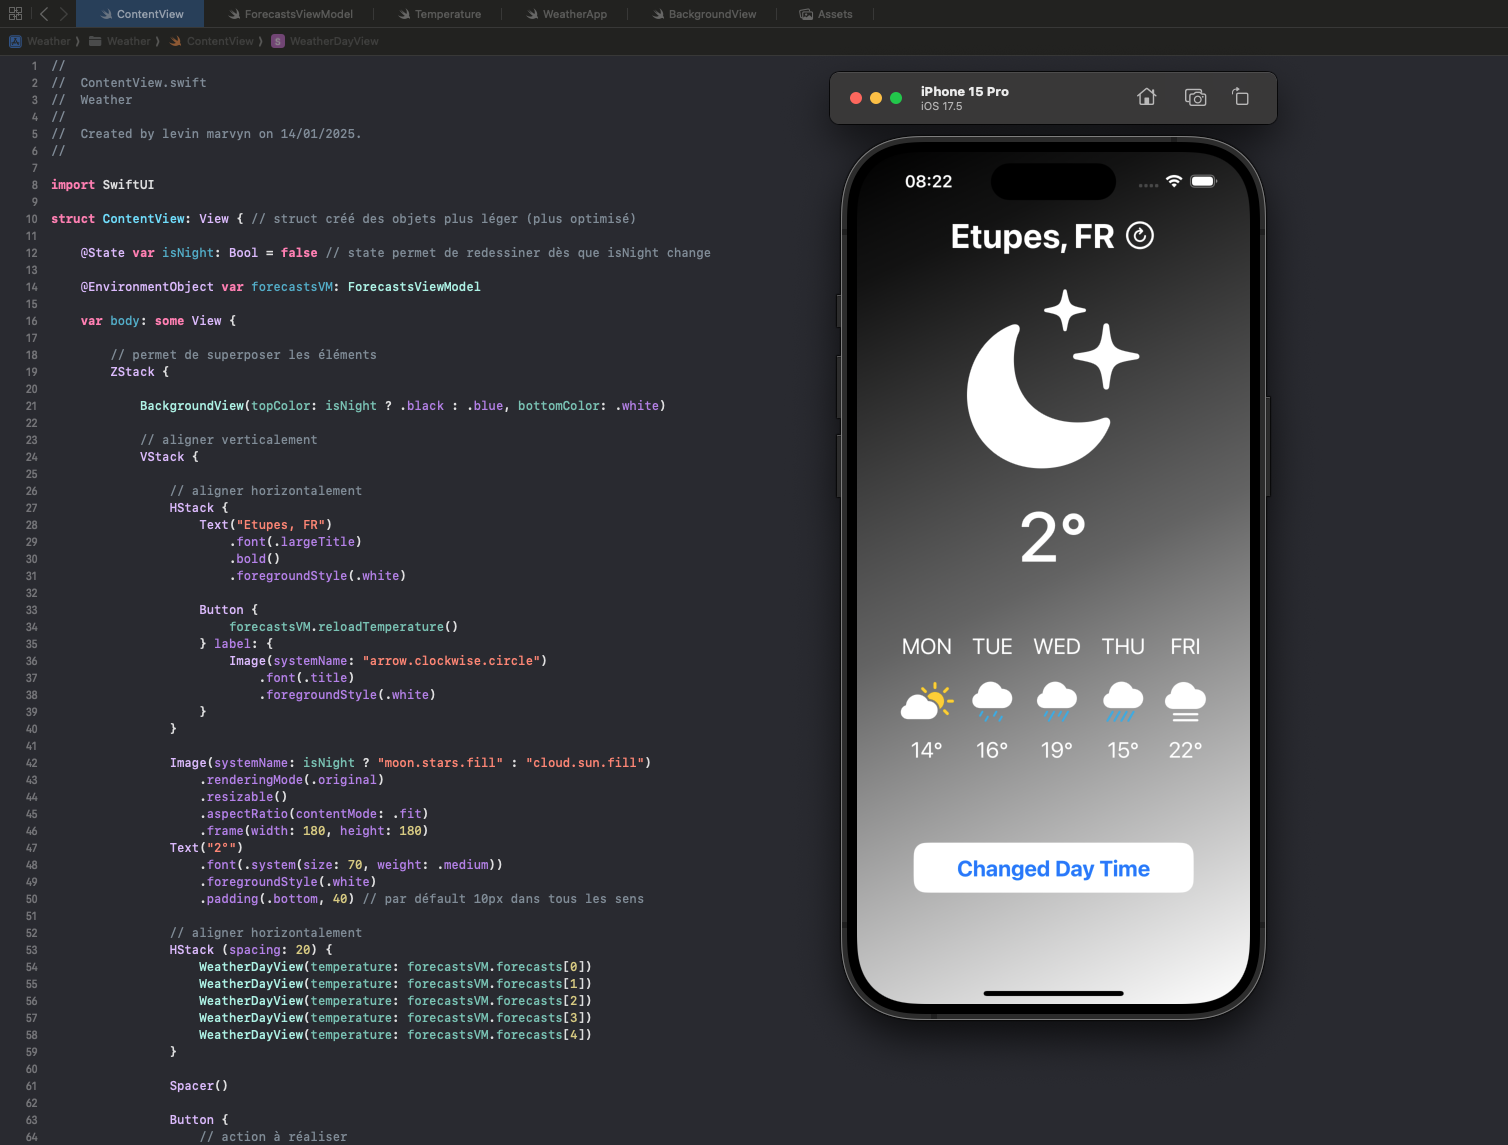 ContentView
ForecastsViewModel
Temperature
WeatherApp
BackgroundView
Assets
Weather ⟩ Weather ⟩ ContentView ⟩ S WeatherDayView
1 //
2 //  ContentView.swift
3 //  Weather
4 //
5 //  Created by levin marvyn on 14/01/2025.
6 //
7
8 import SwiftUI
9
10 struct ContentView: View { // struct créé des objets plus léger (plus optimisé)
11
12     @State var isNight: Bool = false // state permet de redessiner dès que isNight change
13
14     @EnvironmentObject var forecastsVM: ForecastsViewModel
15
16     var body: some View {
17
18         // permet de superposer les éléments
19         ZStack {
20
21             BackgroundView(topColor: isNight ? .black : .blue, bottomColor: .white)
22
23             // aligner verticalement
24             VStack {
25
26                 // aligner horizontalement
27                 HStack {
28                     Text("Etupes, FR")
29                         .font(.largeTitle)
30                         .bold()
31                         .foregroundStyle(.white)
32
33                     Button {
34                         forecastsVM.reloadTemperature()
35                     } label: {
36                         Image(systemName: "arrow.clockwise.circle")
37                             .font(.title)
38                             .foregroundStyle(.white)
39                     }
40                 }
41
42                 Image(systemName: isNight ? "moon.stars.fill" : "cloud.sun.fill")
43                     .renderingMode(.original)
44                     .resizable()
45                     .aspectRatio(contentMode: .fit)
46                     .frame(width: 180, height: 180)
47                 Text("2°")
48                     .font(.system(size: 70, weight: .medium))
49                     .foregroundStyle(.white)
50                     .padding(.bottom, 40) // par défault 10px dans tous les sens
51
52                 // aligner horizontalement
53                 HStack (spacing: 20) {
54                     WeatherDayView(temperature: forecastsVM.forecasts[0])
55                     WeatherDayView(temperature: forecastsVM.forecasts[1])
56                     WeatherDayView(temperature: forecastsVM.forecasts[2])
57                     WeatherDayView(temperature: forecastsVM.forecasts[3])
58                     WeatherDayView(temperature: forecastsVM.forecasts[4])
59                 }
60
61                 Spacer()
62
63                 Button {
64                     // action à réaliser
iPhone 15 Pro
iOS 17.5
08:22
Etupes, FR
2°
MON TUE WED THU FRI
14° 16° 19° 15° 22°
Changed Day Time